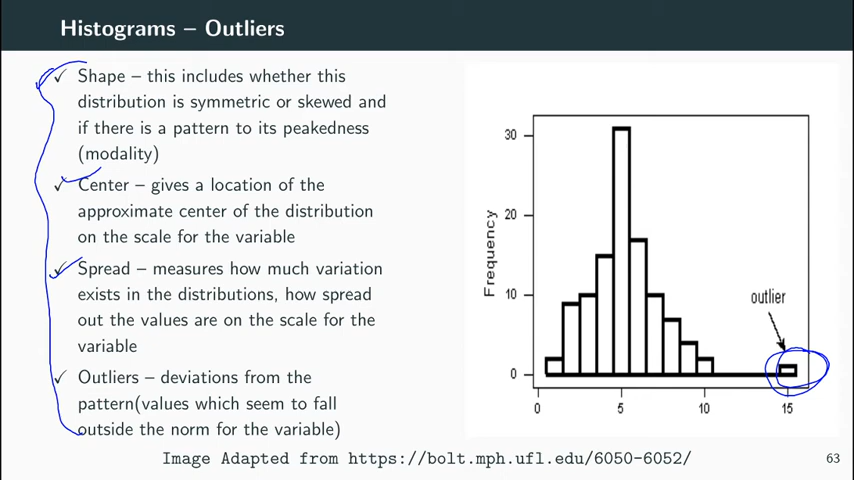 Histograms – Outliers
✓ Shape – this includes whether this
distribution is symmetric or skewed and
if there is a pattern to its peakedness
(modality)
✓ Center – gives a location of the
approximate center of the distribution
on the scale for the variable
✓ Spread – measures how much variation
exists in the distributions, how spread
out the values are on the scale for the
variable
✓ Outliers – deviations from the
pattern(values which seem to fall
outside the norm for the variable)
Frequency
30
20
10
0
outlier
0 5 10 15
Image Adapted from https://bolt.mph.ufl.edu/6050-6052/
63